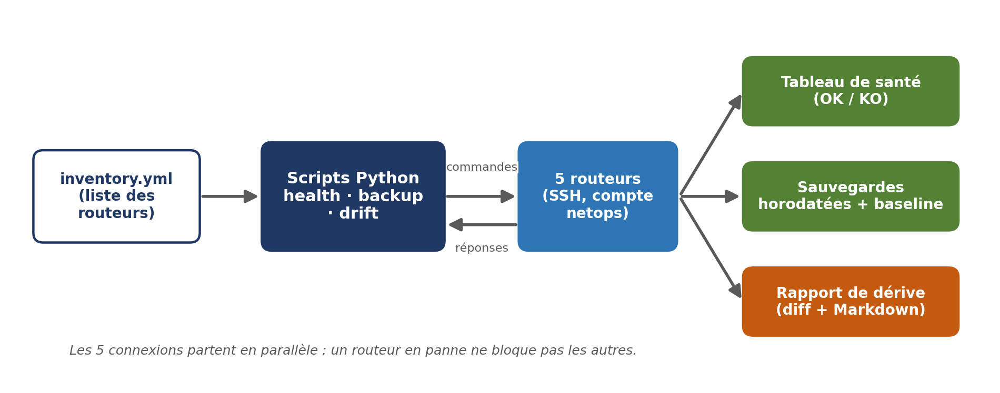 inventory.yml
(liste des
routeurs)
Scripts Python
health · backup
· drift
commandes
réponses
5 routeurs
(SSH, compte
netops)
Tableau de santé
(OK / KO)
Sauvegardes
horodatées + baseline
Rapport de dérive
(diff + Markdown)
Les 5 connexions partent en parallèle : un routeur en panne ne bloque pas les autres.